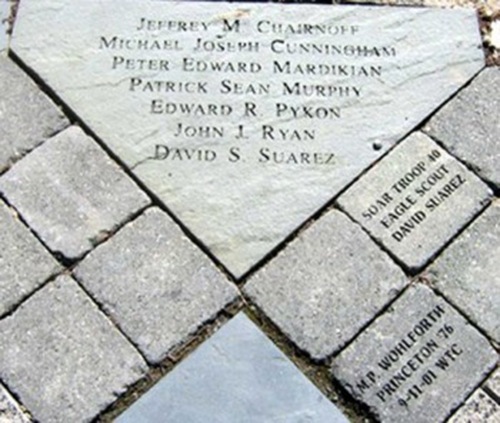 JEFFREY M. CHAIRNOFF
MICHAEL JOSEPH CUNNINGHAM
PETER EDWARD MARDIKIAN
PATRICK SEAN MURPHY
EDWARD R. PYKON
JOHN J. RYAN
DAVID S. SUAREZ
SOAR TROOP 40
EAGLE SCOUT
DAVID SUAREZ
M.P. WOHLFORTH
PRINCETON 76
9-11-01 WTC